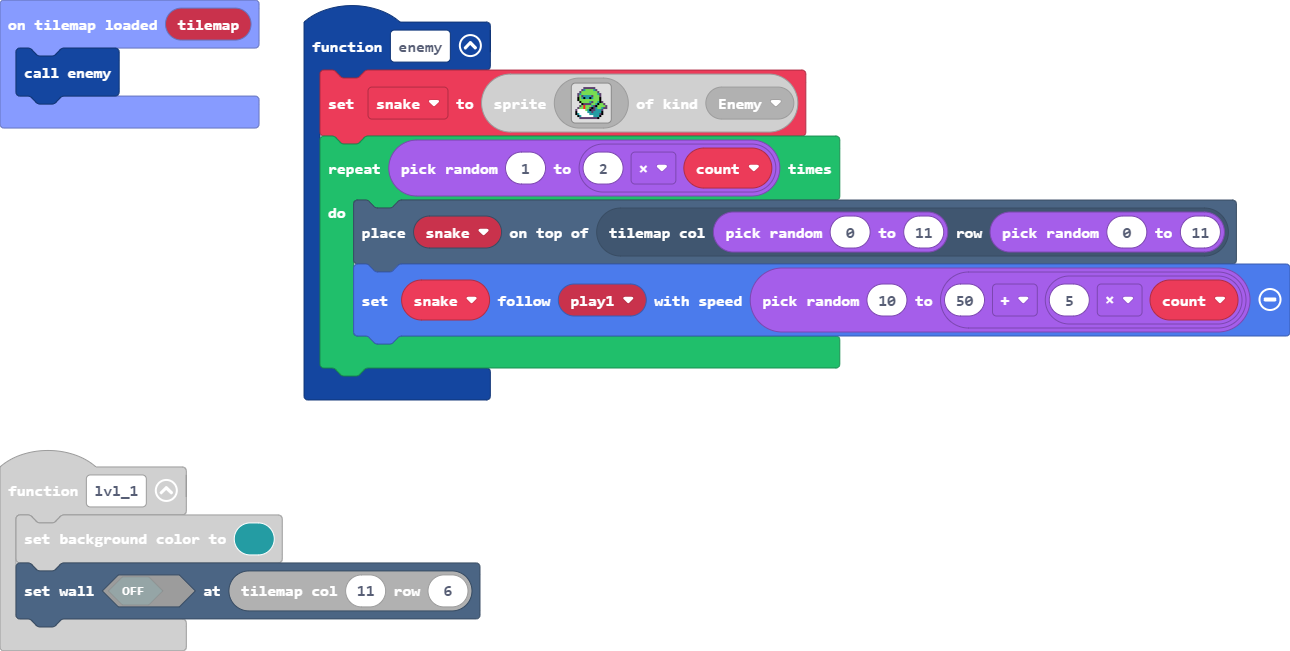 on tilemap loaded tilemap
call enemy
function enemy
set snake to sprite of kind Enemy
repeat pick random 1 to 2 × count times
do
place snake on top of tilemap col pick random 0 to 11 row pick random 0 to 11
set snake follow play1 with speed pick random 10 to 50 + 5 × count
function lvl_1
set background color to
set wall OFF at tilemap col 11 row 6